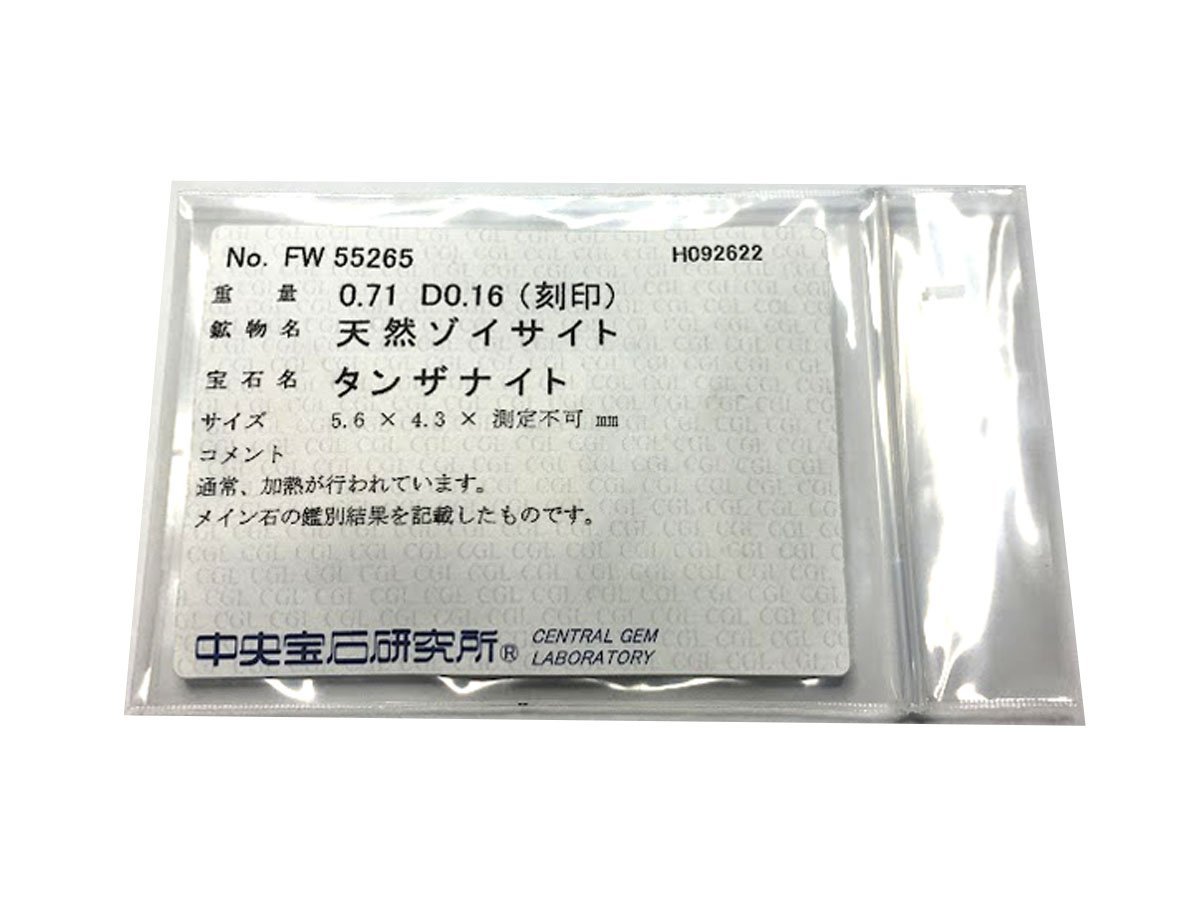 No. FW 55265 H092622
重量 0.71 D0.16 (刻印)
鉱物名 天然ゾイサイト
宝石名 タンザナイト
サイズ 5.6 × 4.3 × 測定不可 mm
コメント
通常、加熱が行われています。
メイン石の鑑別結果を記載したものです。
中央宝石研究所® CENTRAL GEM
LABORATORY